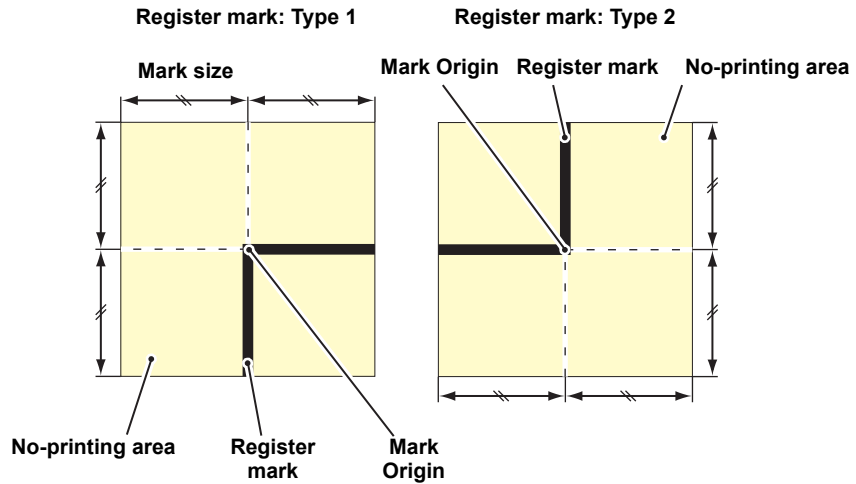 Register mark: Type 1
Register mark: Type 2
Mark size
Mark Origin
Register mark
No-printing area
No-printing area
Register
mark
Mark
Origin